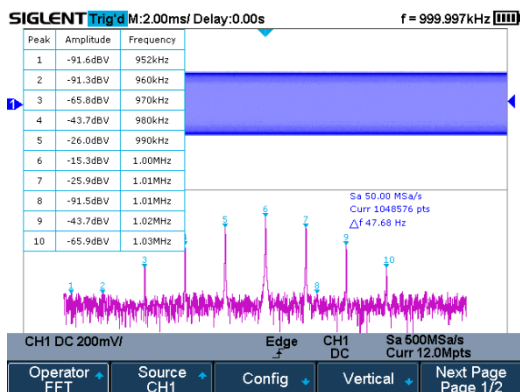 SIGLENT Trig'd M:2.00ms/ Delay:0.00s f = 999.997kHz
Peak Amplitude Frequency
1 -91.6dBV 952kHz
2 -91.3dBV 960kHz
3 -65.8dBV 970kHz
4 -43.7dBV 980kHz
5 -26.0dBV 990kHz
6 -15.3dBV 1.00MHz
7 -25.9dBV 1.01MHz
8 -91.5dBV 1.01MHz
9 -43.7dBV 1.02MHz
10 -65.9dBV 1.03MHz
1
Sa 50.00 MSa/s
Curr 1048576 pts
△f 47.68 Hz
6
5 7
9
3 10
1 2 8
CH1 DC 200mV/ Edge CH1 Sa 500MSa/s
DC Curr 12.0Mpts
Operator Source Config Vertical Next Page
FFT CH1 Page 1/2